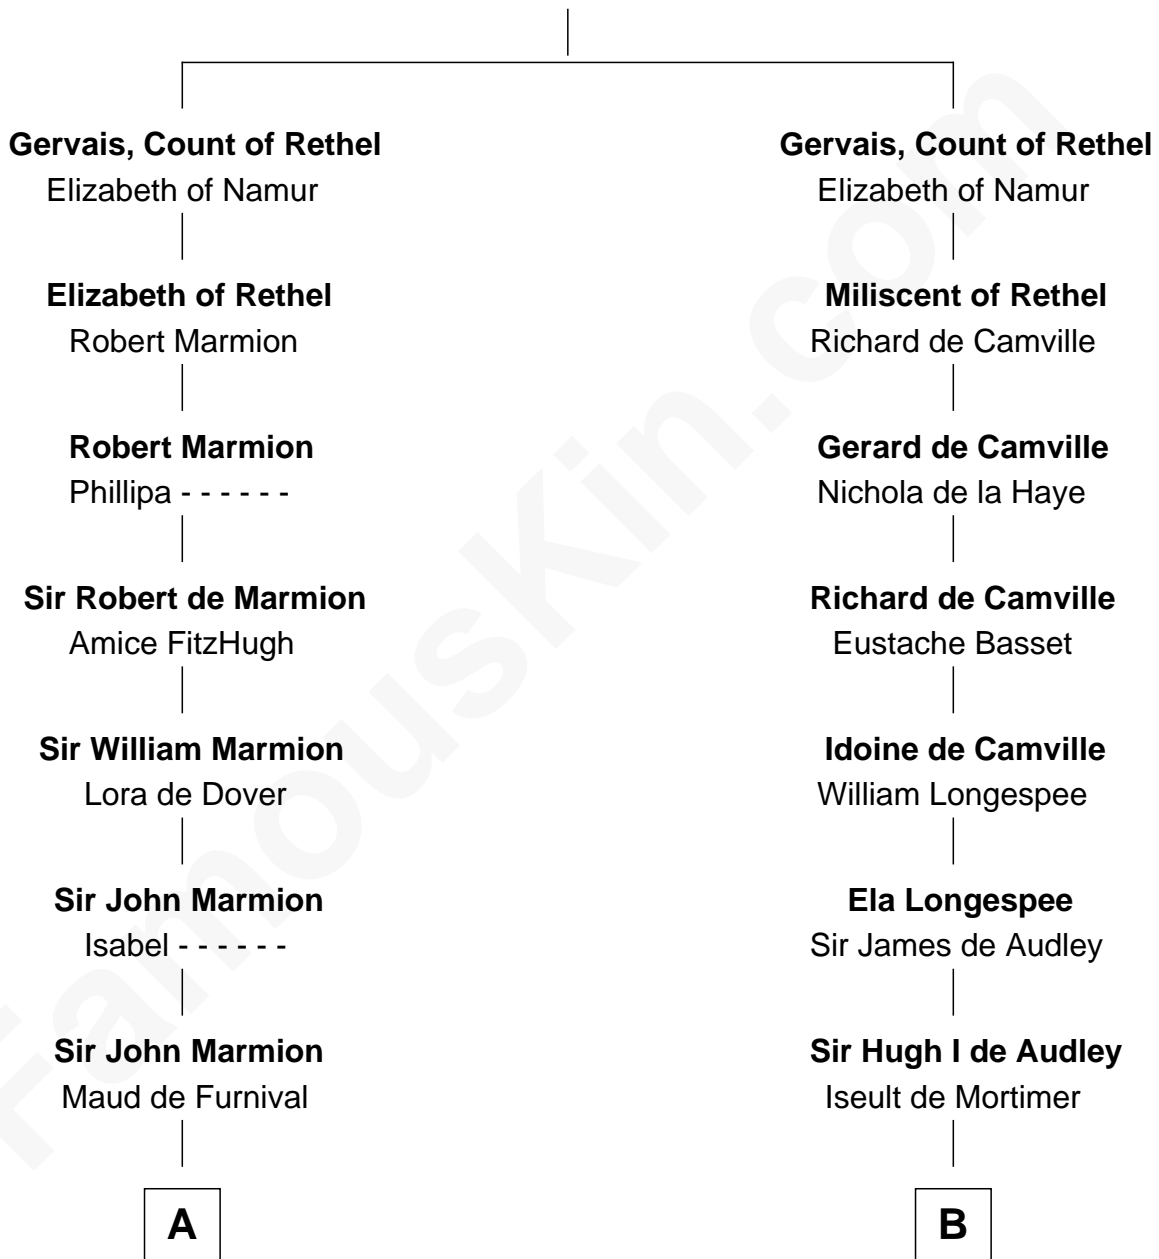 Gervais, Count of Rethel
Elizabeth of Namur
Elizabeth of Rethel
Robert Marmion
Robert Marmion
Phillipa - - - - - -
Sir Robert de Marmion
Amice FitzHugh
Sir William Marmion
Lora de Dover
Sir John Marmion
Isabel - - - - - -
Sir John Marmion
Maud de Furnival
A
Gervais, Count of Rethel
Elizabeth of Namur
Miliscent of Rethel
Richard de Camville
Gerard de Camville
Nichola de la Haye
Richard de Camville
Eustache Basset
Idoine de Camville
William Longespee
Ela Longespee
Sir James de Audley
Sir Hugh I de Audley
Iseult de Mortimer
B
FamousKin.com